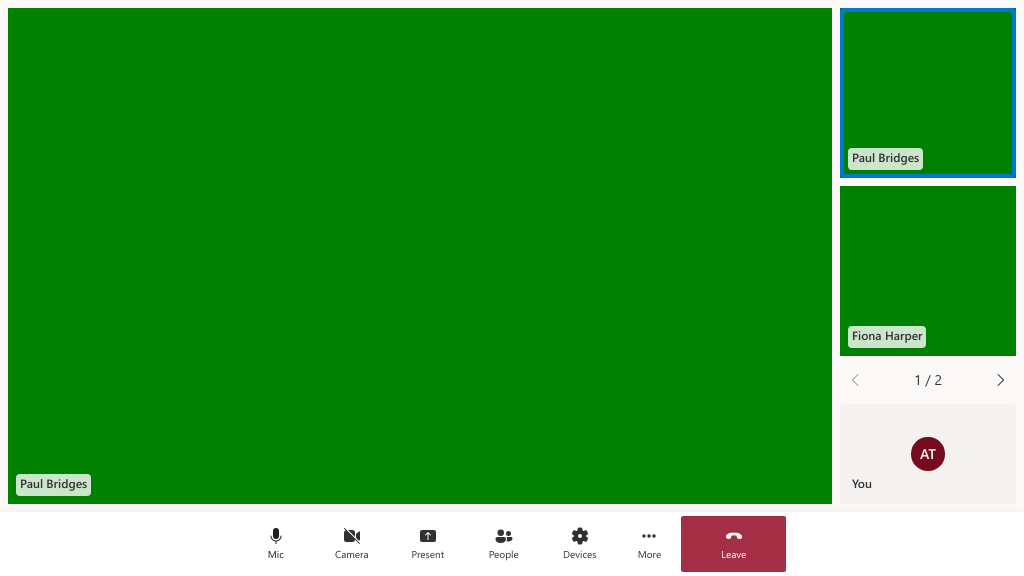 Paul Bridges
Paul Bridges
Fiona Harper
1 / 2
AT
You
Mic
Camera
Present
People
Devices
More
Leave